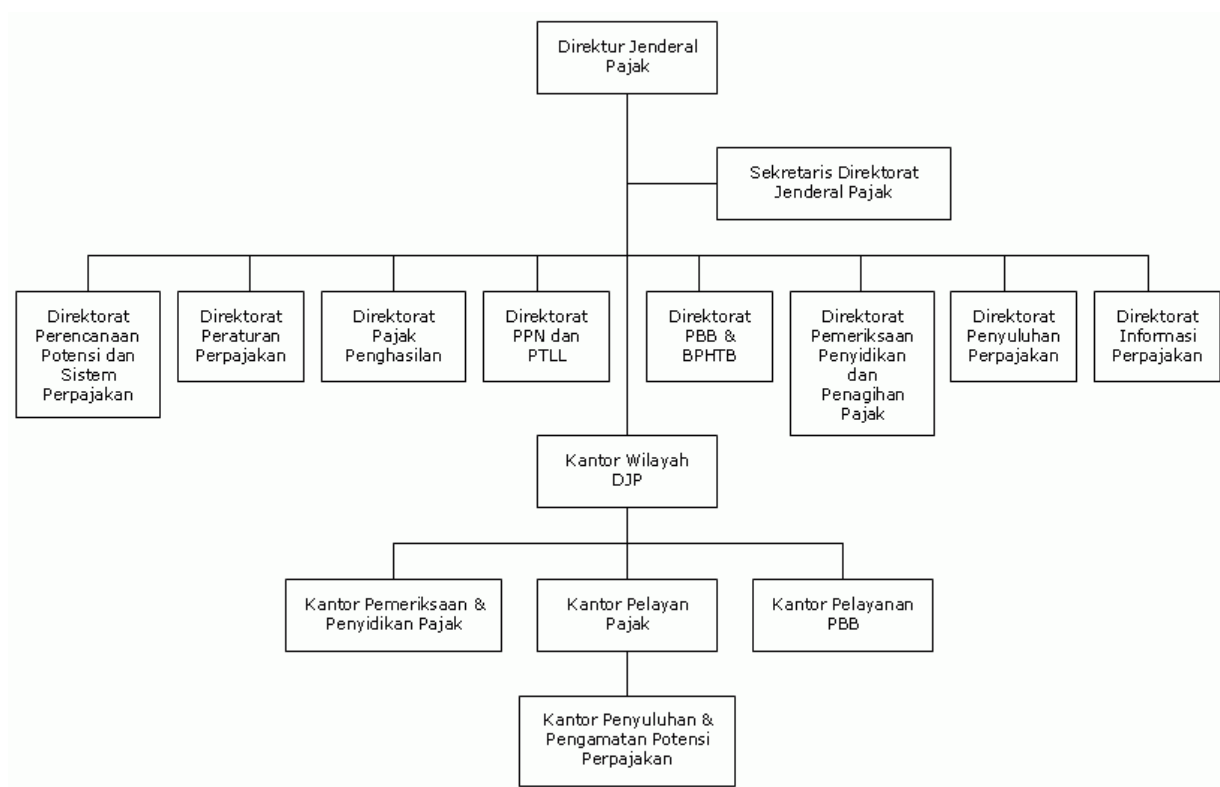 Direktur Jenderal
Pajak
Sekretaris Direktorat
Jenderal Pajak
Direktorat
Perencanaan
Potensi dan
Sistem
Perpajakan
Direktorat
Peraturan
Perpajakan
Direktorat
Pajak
Penghasilan
Direktorat
PPN dan
PTLL
Direktorat
PBB &
BPHTB
Direktorat
Pemeriksaan
Penyidikan
dan
Penagihan
Pajak
Direktorat
Penyuluhan
Perpajakan
Direktorat
Informasi
Perpajakan
Kantor Wilayah
DJP
Kantor Pemeriksaan &
Penyidikan Pajak
Kantor Pelayan
Pajak
Kantor Pelayanan
PBB
Kantor Penyuluhan &
Pengamatan Potensi
Perpajakan